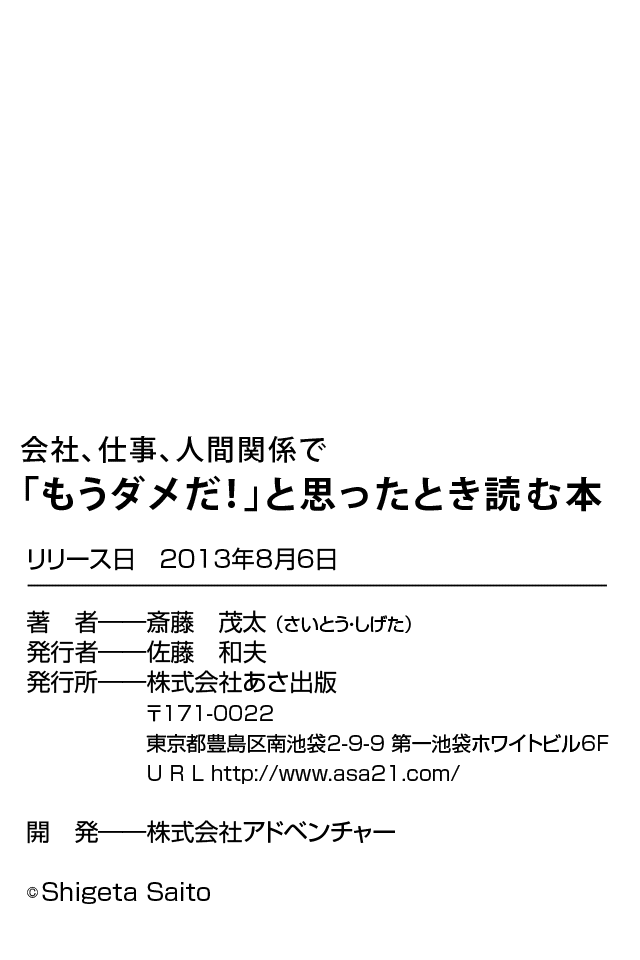 会社、仕事、人間関係で
「もうダメだ！」と思ったとき読む本
リリース日　2013年8月6日
著　者――斎藤　茂太（さいとう・しげた）
発行者――佐藤　和夫
発行所――株式会社あさ出版
〒171-0022
東京都豊島区南池袋2-9-9 第一池袋ホワイトビル6F
U R L http://www.asa21.com/
開　発――株式会社アドベンチャー
©Shigeta Saito